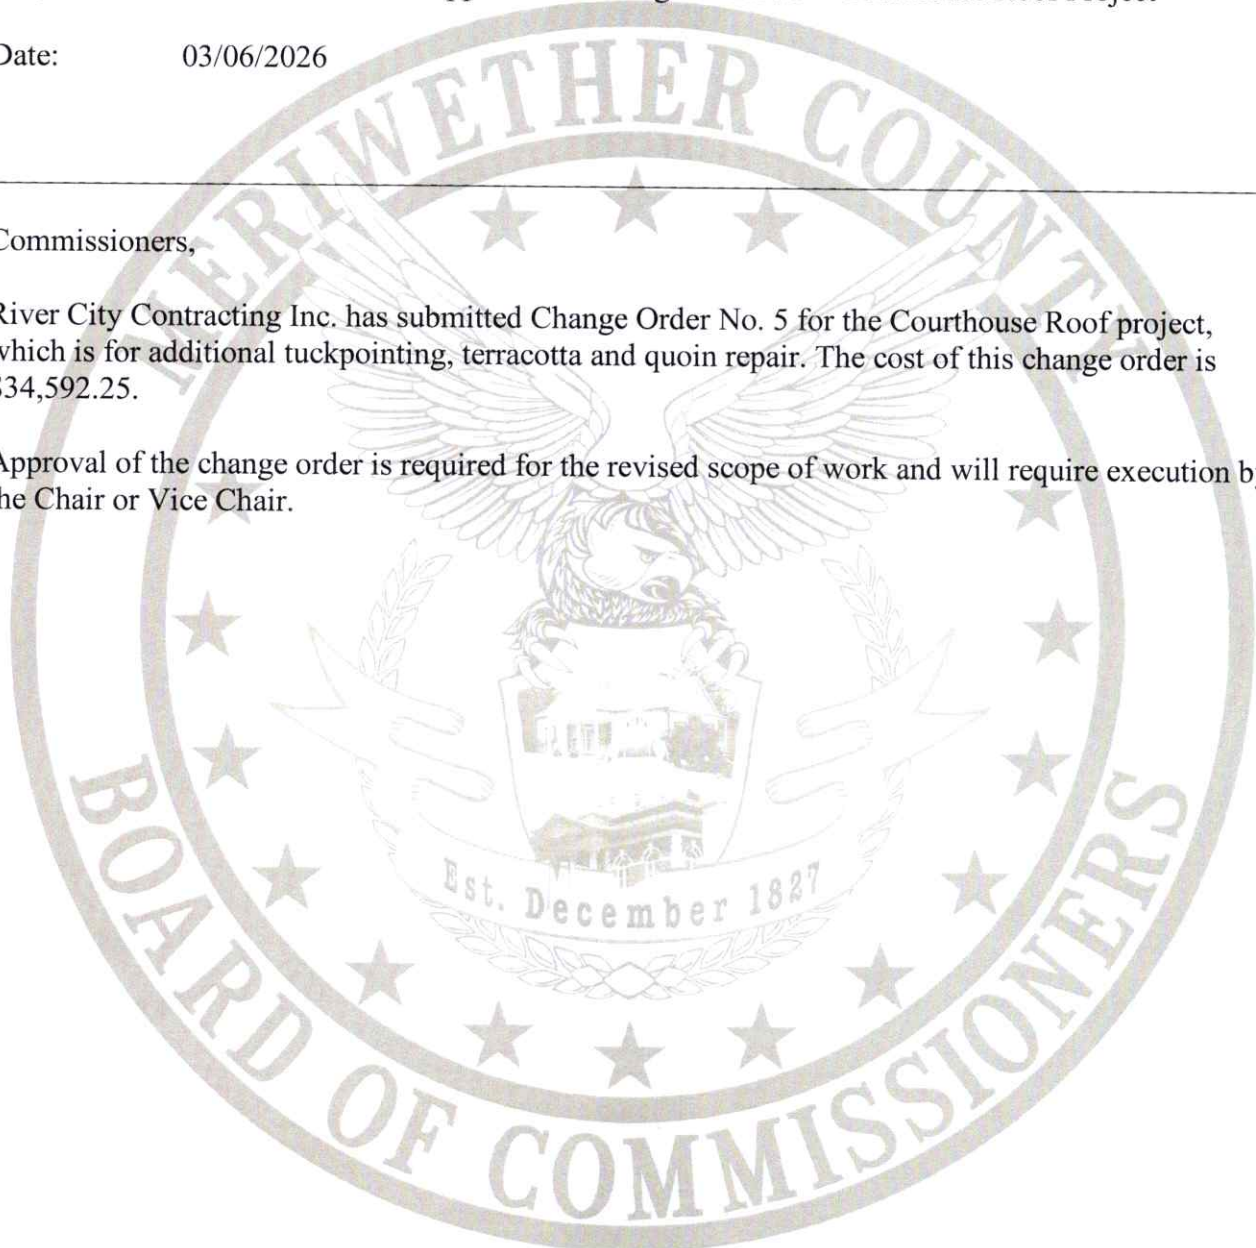 Date: 03/06/2026
Commissioners,
River City Contracting Inc. has submitted Change Order No. 5 for the Courthouse Roof project,
which is for additional tuckpointing, terracotta and quoin repair. The cost of this change order is
$34,592.25.
Approval of the change order is required for the revised scope of work and will require execution by
the Chair or Vice Chair.
MERIWETHER COUNTY
Est. December 1827
BOARD OF COMMISSIONERS